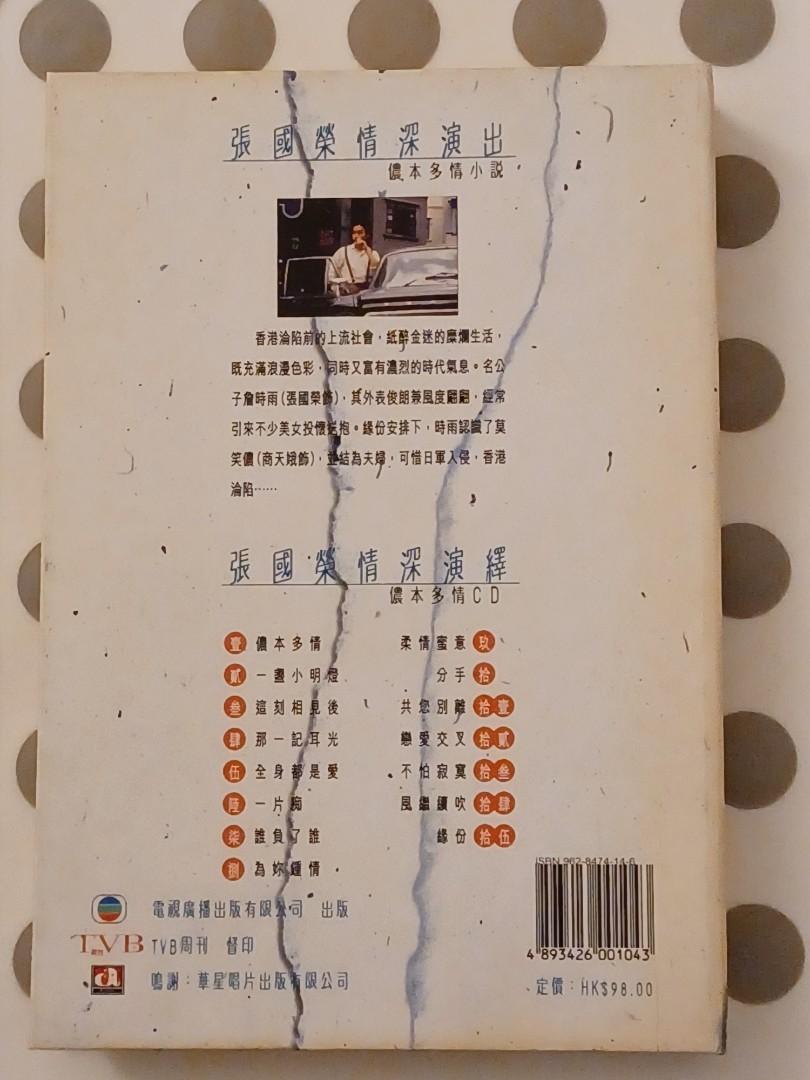 張國榮情深演出
儂本多情小說
香港淪陷前的上流社會，紙醉金迷的糜爛生活，
既充滿浪漫色彩，同時又富有濃烈的時代氣息。名公
子詹時雨(張國榮飾)，其外表俊朗兼風度翩翩，經常
引來不少美女投懷送抱。緣份安排下，時雨認識了莫
笑儂(商天娥飾)，並結為夫婦，可惜日軍入侵，香港
淪陷……
張國榮情深演繹
儂本多情CD
壹 儂本多情
貳 一盞小明燈
叁 這刻相見後
肆 那一記耳光
伍 全身都是愛
陸 一片痴
柒 誰負了誰
捌 為妳鍾情
柔情蜜意 玖
分手 拾
共您別離 拾壹
戀愛交叉 拾貳
不怕寂寞 拾叁
風繼續吹 拾肆
緣份 拾伍
ISBN 962-8474-14-6
4 893426 001043
定價：HK$98.00
電視廣播出版有限公司 出版
TVB TVB周刊 督印
鳴謝：華星唱片出版有限公司